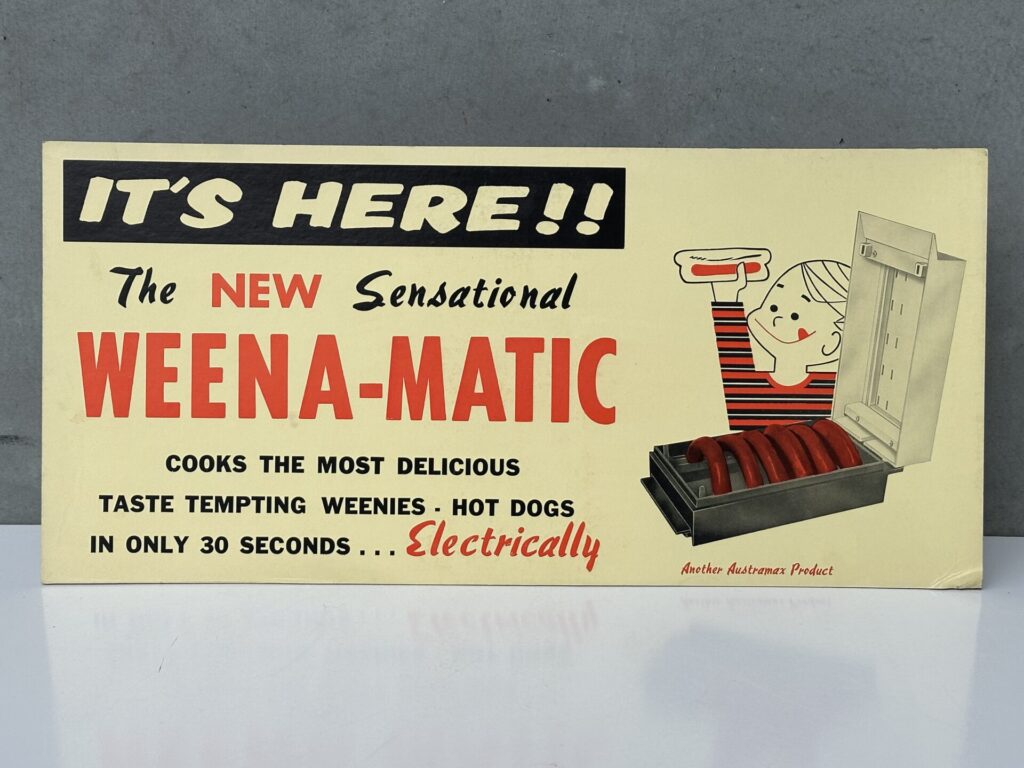 IT'S HERE!!
The NEW Sensational
WEENA-MATIC
COOKS THE MOST DELICIOUS
TASTE TEMPTING WEENIES - HOT DOGS
IN ONLY 30 SECONDS... Electrically
Another Austramax Product